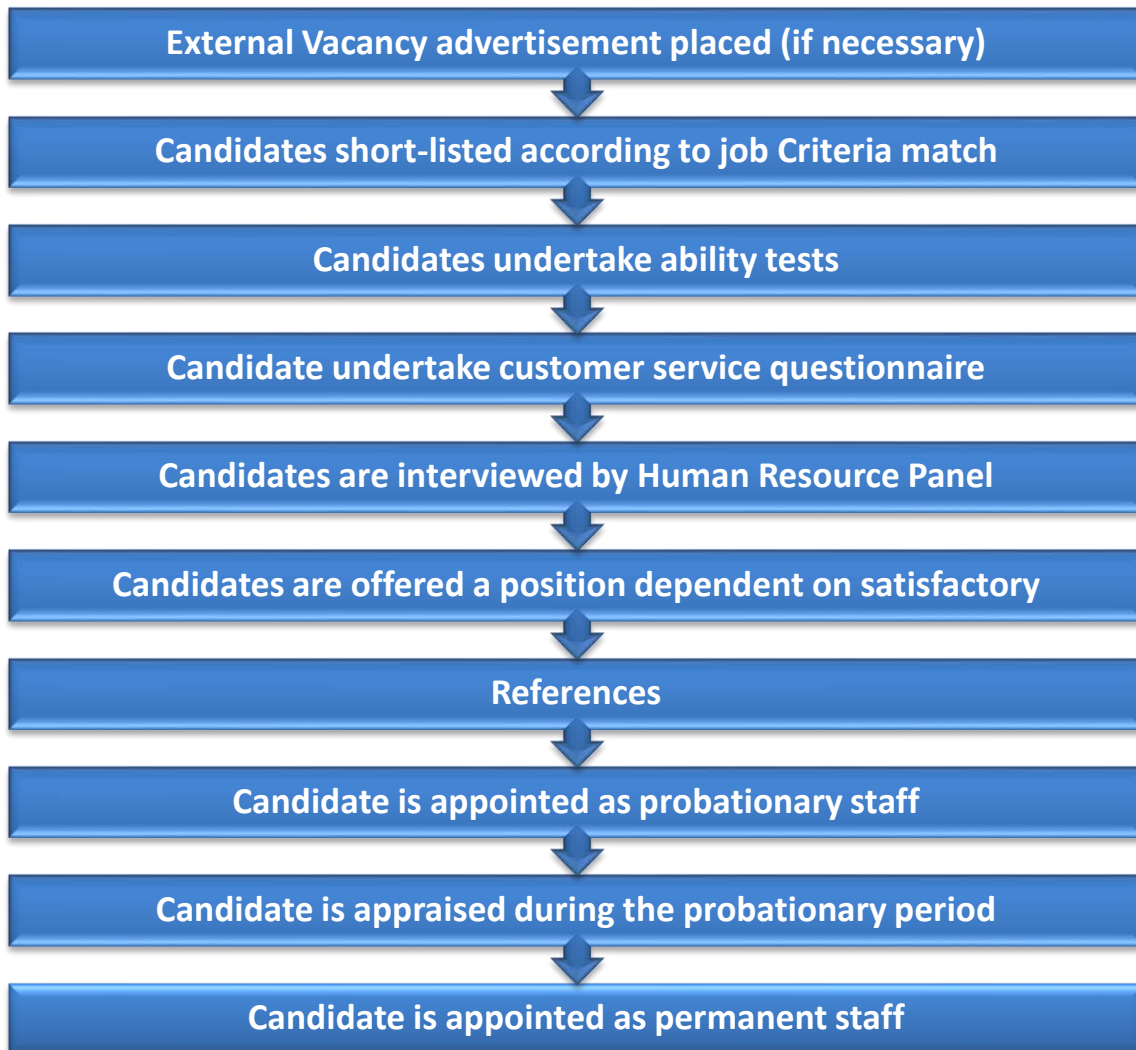 External Vacancy advertisement placed (if necessary)
Candidates short-listed according to job Criteria match
Candidates undertake ability tests
Candidate undertake customer service questionnaire
Candidates are interviewed by Human Resource Panel
Candidates are offered a position dependent on satisfactory
References
Candidate is appointed as probationary staff
Candidate is appraised during the probationary period
Candidate is appointed as permanent staff